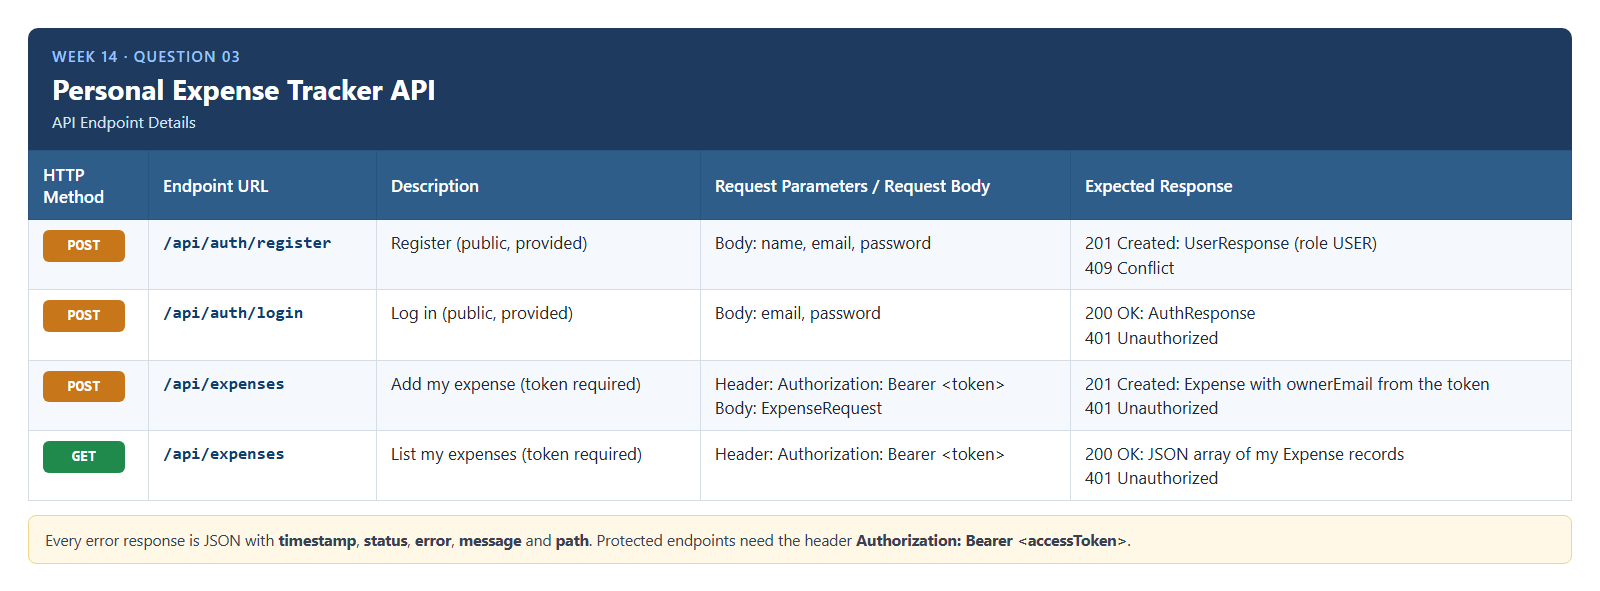 WEEK 14 · QUESTION 03
Personal Expense Tracker API
API Endpoint Details
HTTP Method
Endpoint URL
Description
Request Parameters / Request Body
Expected Response
POST
/api/auth/register
Register (public, provided)
Body: name, email, password
201 Created: UserResponse (role USER)
409 Conflict
POST
/api/auth/login
Log in (public, provided)
Body: email, password
200 OK: AuthResponse
401 Unauthorized
POST
/api/expenses
Add my expense (token required)
Header: Authorization: Bearer <token>
Body: ExpenseRequest
201 Created: Expense with ownerEmail from the token
401 Unauthorized
GET
/api/expenses
List my expenses (token required)
Header: Authorization: Bearer <token>
200 OK: JSON array of my Expense records
401 Unauthorized
Every error response is JSON with timestamp, status, error, message and path. Protected endpoints need the header Authorization: Bearer <accessToken>.